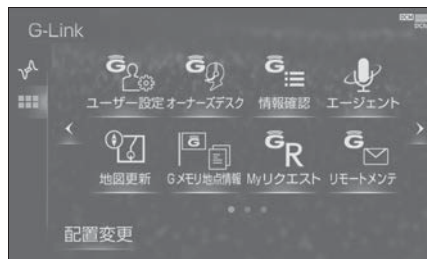 G-Link
DCM
ユーザー設定 オーナーズデスク 情報確認 エージェント
地図更新 Gメモリ地点情報 Myリクエスト リモートメンテ
配置変更